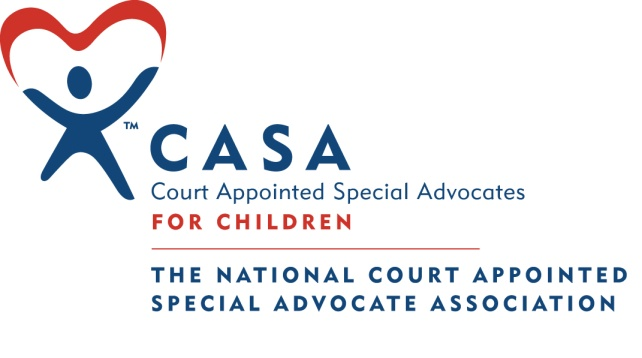 ™ CASA
Court Appointed Special Advocates
FOR CHILDREN
THE NATIONAL COURT APPOINTED
SPECIAL ADVOCATE ASSOCIATION